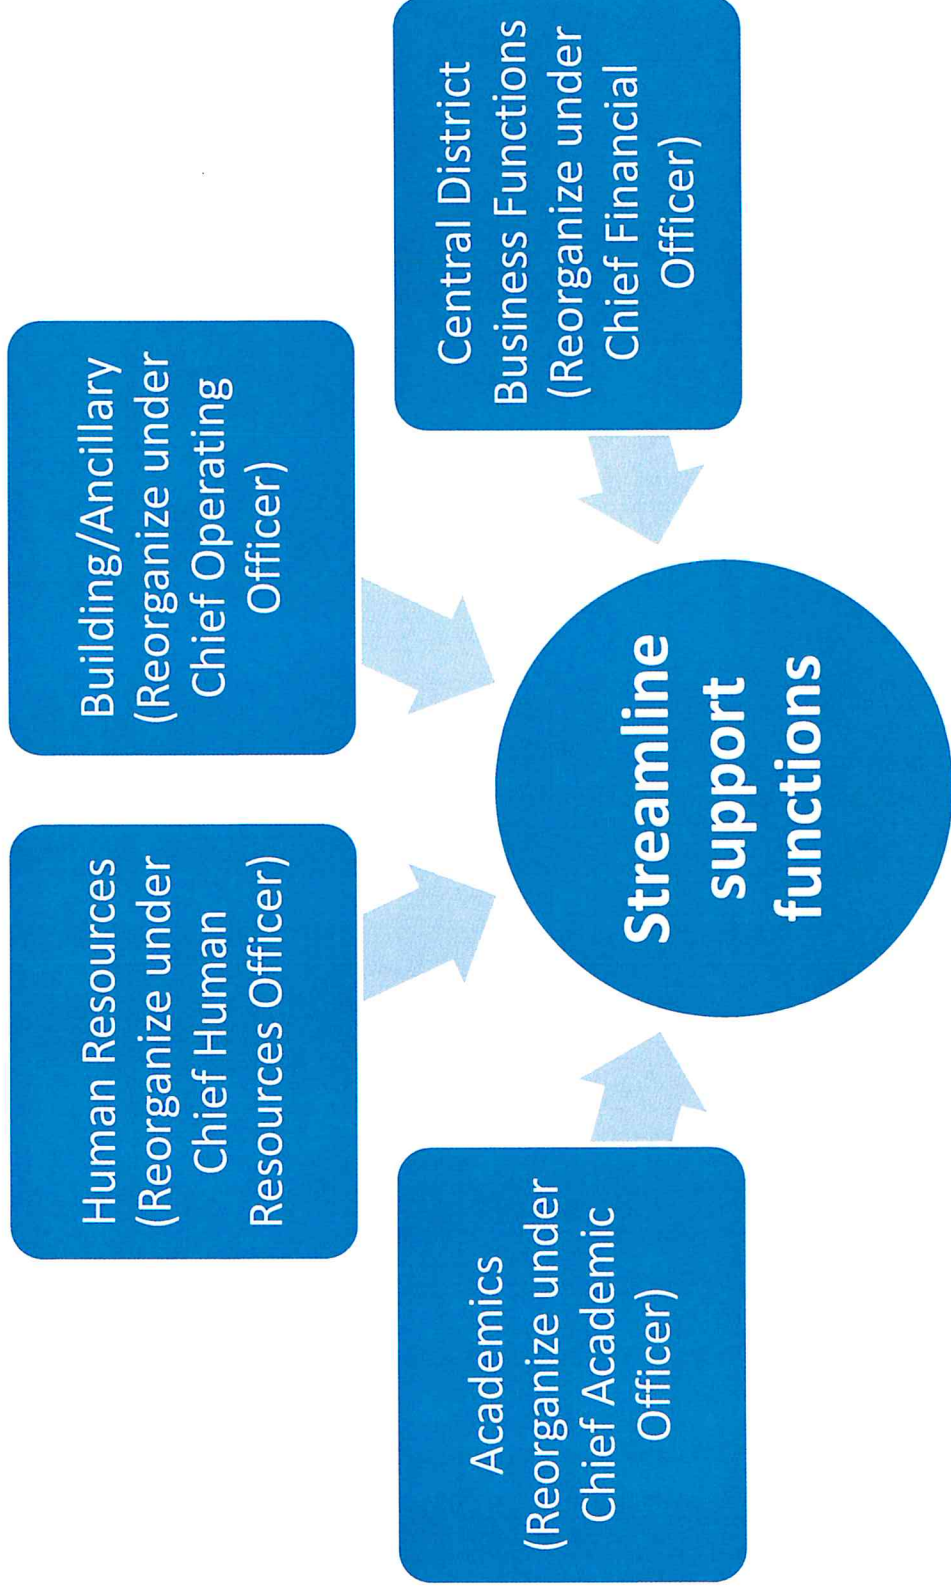 Academics
(Reorganize under
Chief Academic
Officer)
Human Resources
(Reorganize under
Chief Human
Resources Officer)
Building/Ancillary
(Reorganize under
Chief Operating
Officer)
Central District
Business Functions
(Reorganize under
Chief Financial
Officer)
Streamline
support
functions